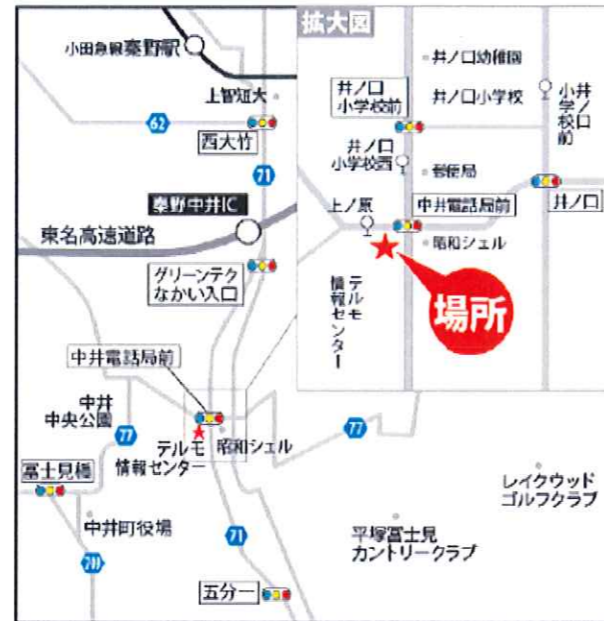 小田急線秦野駅
上智短大
62
西大竹
71
秦野中井IC
東名高速道路
グリーンテク
なかい入口
中井電話局前
中井
中央公園
77
テルモ
情報センター
昭和シェル
77
富士見橋
中井町役場
71
五分一
平塚富士見
カントリークラブ
レイクウッド
ゴルフクラブ
拡大図
井ノ口幼稚園
井ノ口
小学校前
井ノ口小学校
小井
学ノ
校口
前
井ノ口
小学校西
郵便局
上ノ原
中井電話局前
井ノ口
昭和シェル
テルモ
情報センター
場所